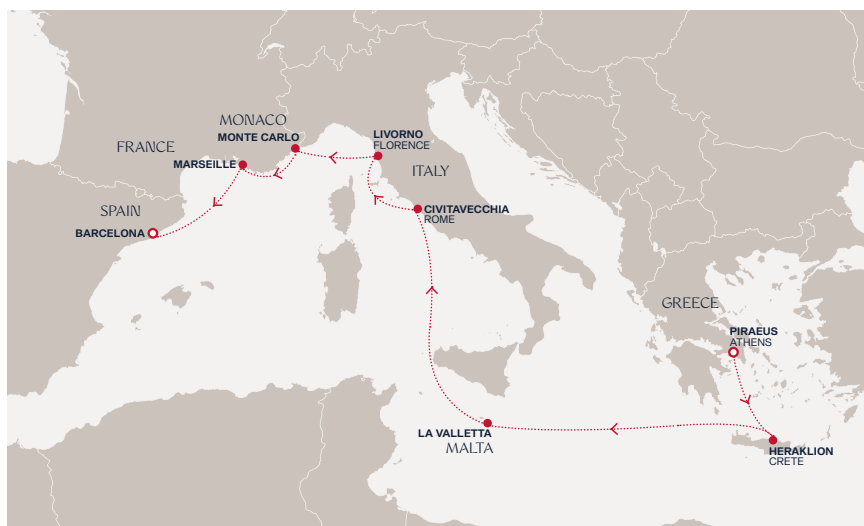 MONACO
MONTE CARLO
LIVORNO
FLORENCE
FRANCE
MARSEILLE
ITALY
SPAIN
CIVITAVECCHIA
ROME
BARCELONA
GREECE
PIRAEUS
ATHENS
LA VALLETTA
MALTA
HERAKLION
CRETE